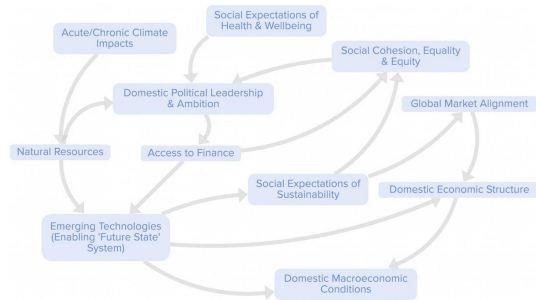 Social Expectations of
Health & Wellbeing
Acute/Chronic Climate
Impacts
Social Cohesion, Equality
& Equity
Domestic Political Leadership
& Ambition
Global Market Alignment
Natural Resources
Access to Finance
Social Expectations of
Sustainability
Domestic Economic Structure
Emerging Technologies
(Enabling 'Future State'
System)
Domestic Macroeconomic
Conditions